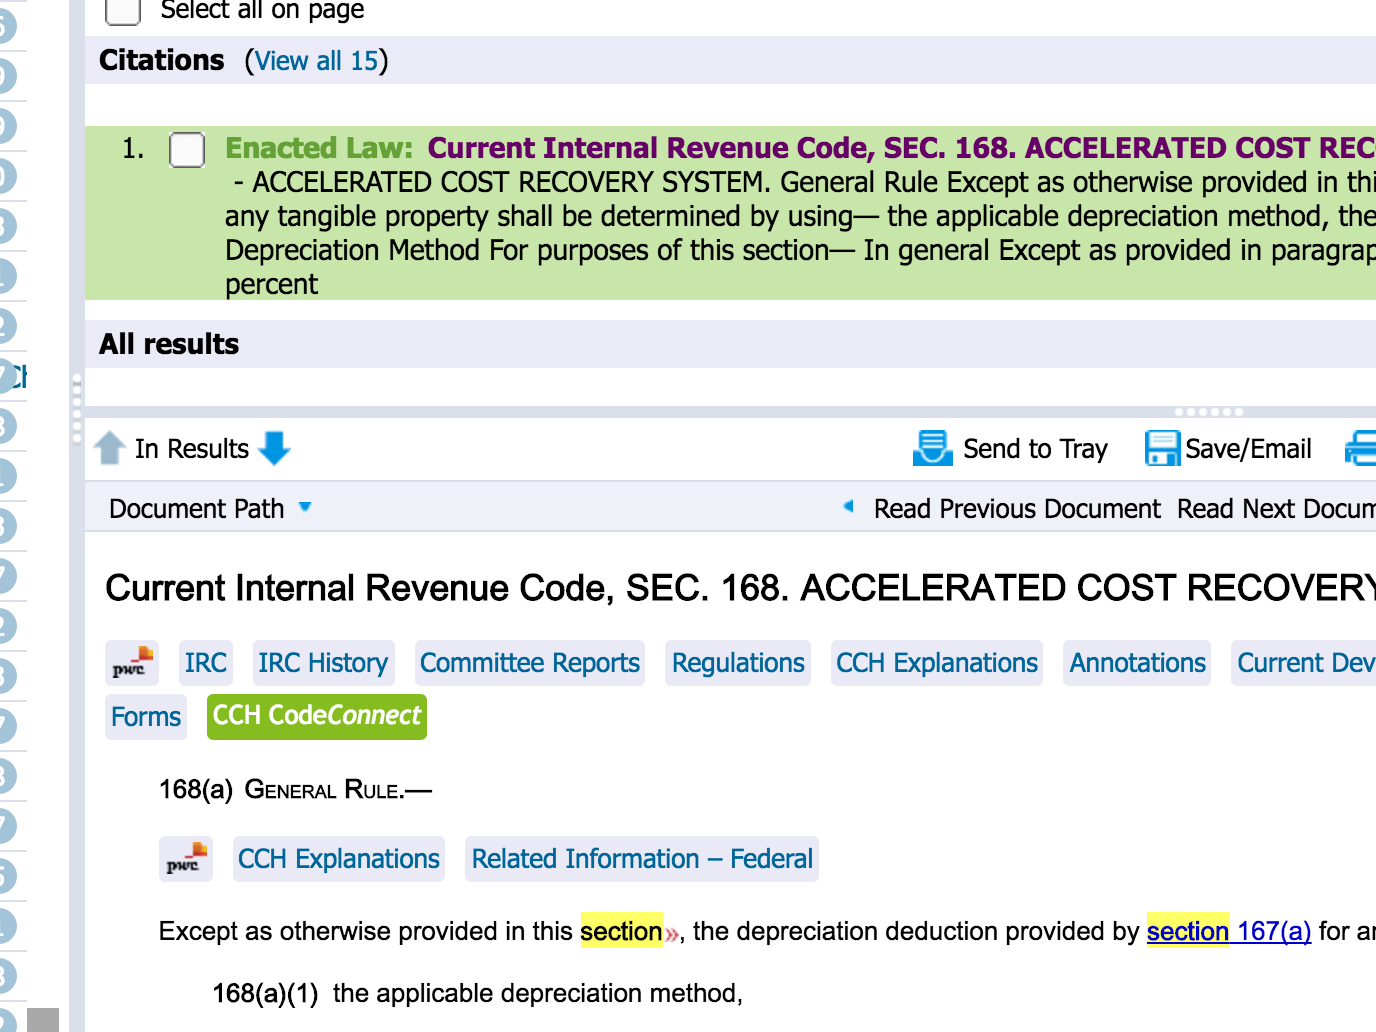 Select all on page
Citations (View all 15)
1. Enacted Law: Current Internal Revenue Code, SEC. 168. ACCELERATED COST REC
- ACCELERATED COST RECOVERY SYSTEM. General Rule Except as otherwise provided in thi
any tangible property shall be determined by using— the applicable depreciation method, the
Depreciation Method For purposes of this section— In general Except as provided in paragrap
percent
All results
In Results
Send to Tray Save/Email
Document Path
Read Previous Document Read Next Docum
Current Internal Revenue Code, SEC. 168. ACCELERATED COST RECOVERY
pwc IRC IRC History Committee Reports Regulations CCH Explanations Annotations Current Dev
Forms CCH CodeConnect
168(a) GENERAL RULE.—
pwc CCH Explanations Related Information – Federal
Except as otherwise provided in this section», the depreciation deduction provided by section 167(a) for an
168(a)(1) the applicable depreciation method,